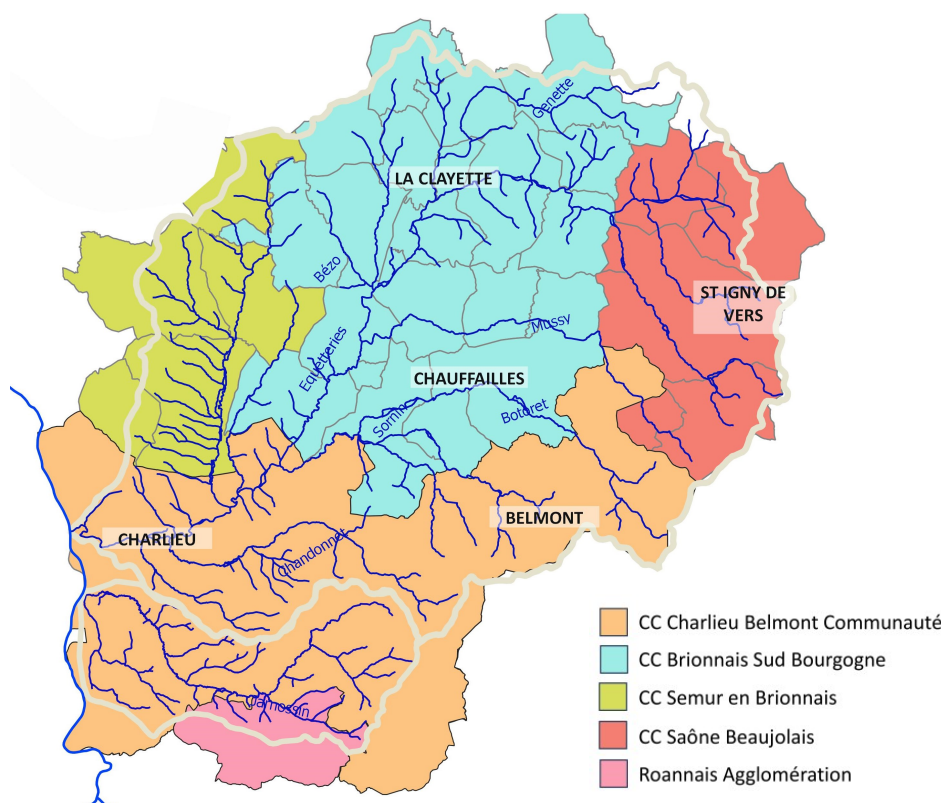 Genette
LA CLAYETTE
Bézo
ST IGNY DE
VERS
Mussy
Equetteries
CHAUFFAILLES
Sornin
Botoret
BELMONT
CHARLIEU
Chandonnet
CC Charlieu Belmont Communauté
CC Brionnais Sud Bourgogne
CC Semur en Brionnais
Jarnossin
CC Saône Beaujolais
Roannais Agglomération